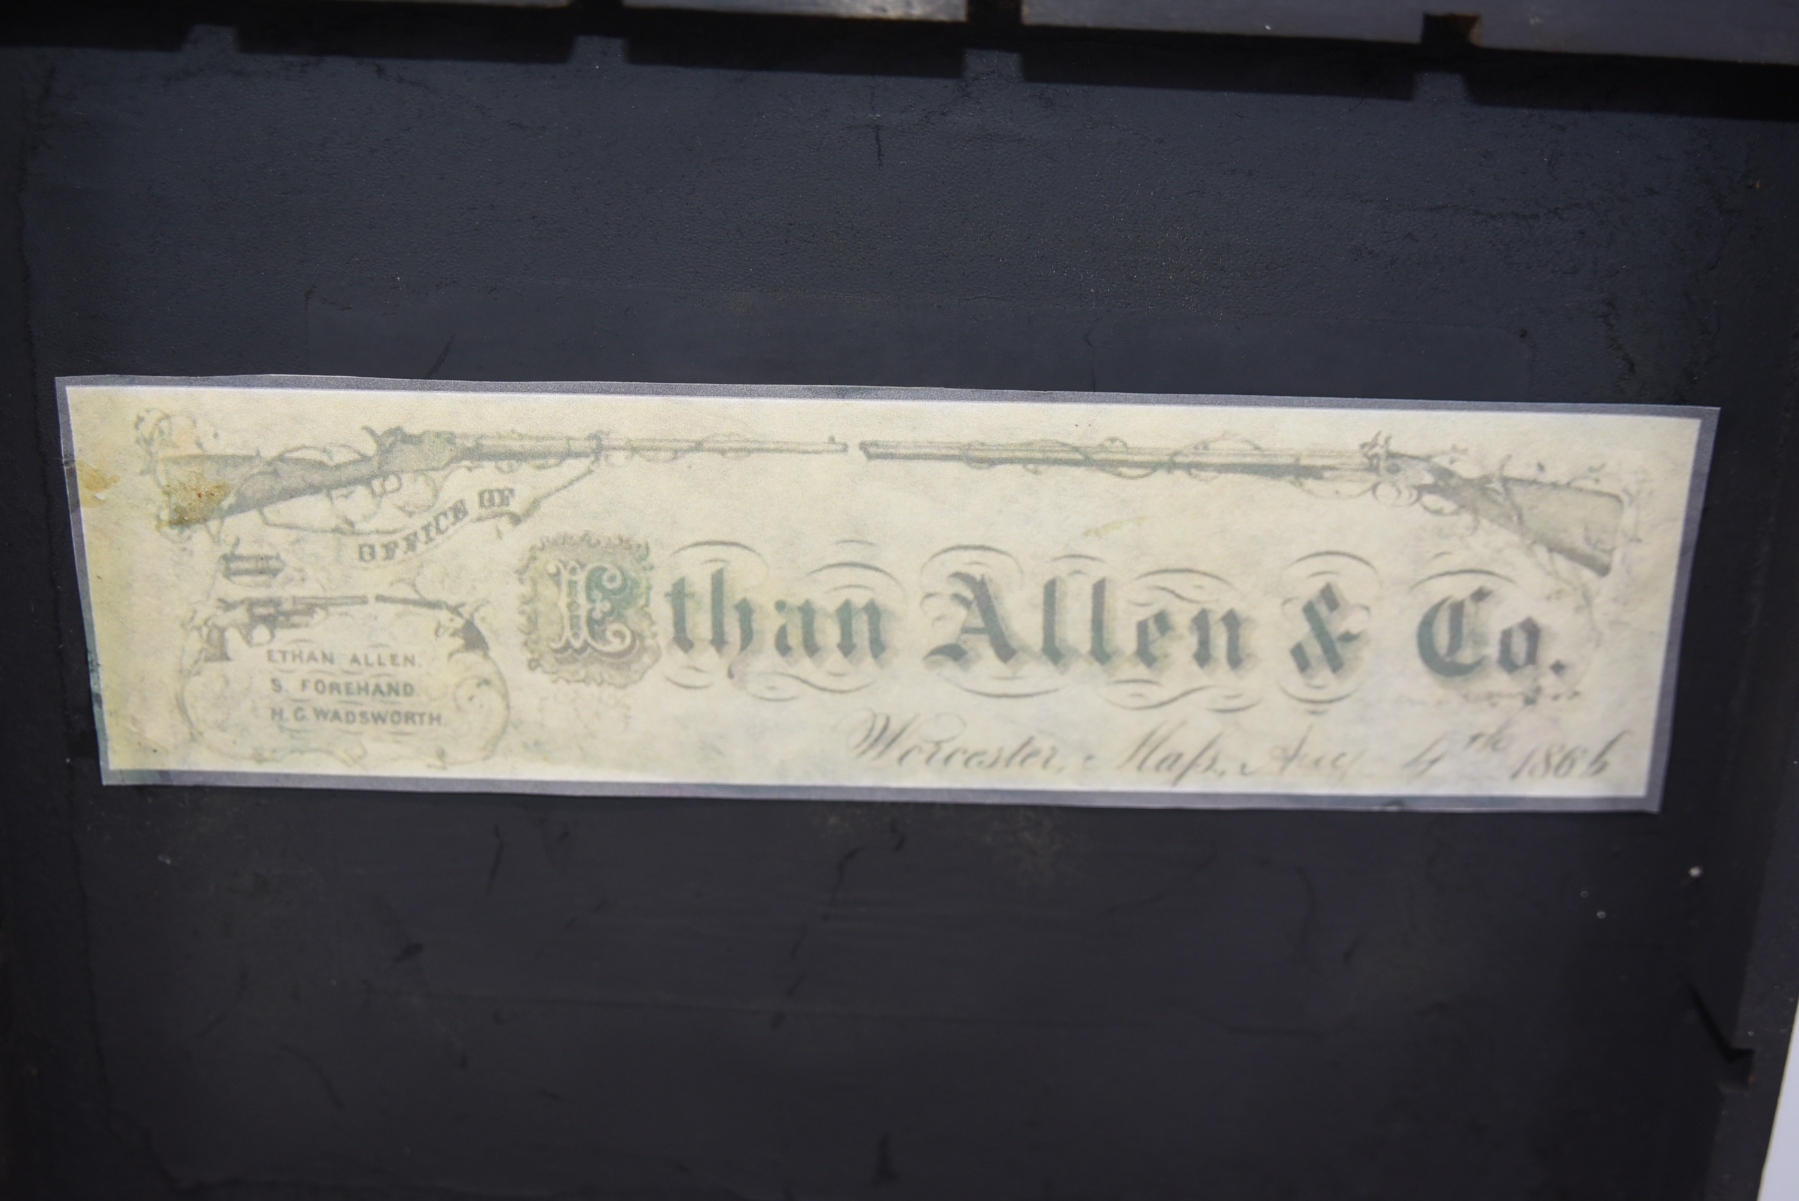 OFFICE OF
Ethan Allen & Co.
ETHAN ALLEN.
S. FOREHAND.
H. C. WADSWORTH.
Worcester, Maſs, Aug 4th 1866